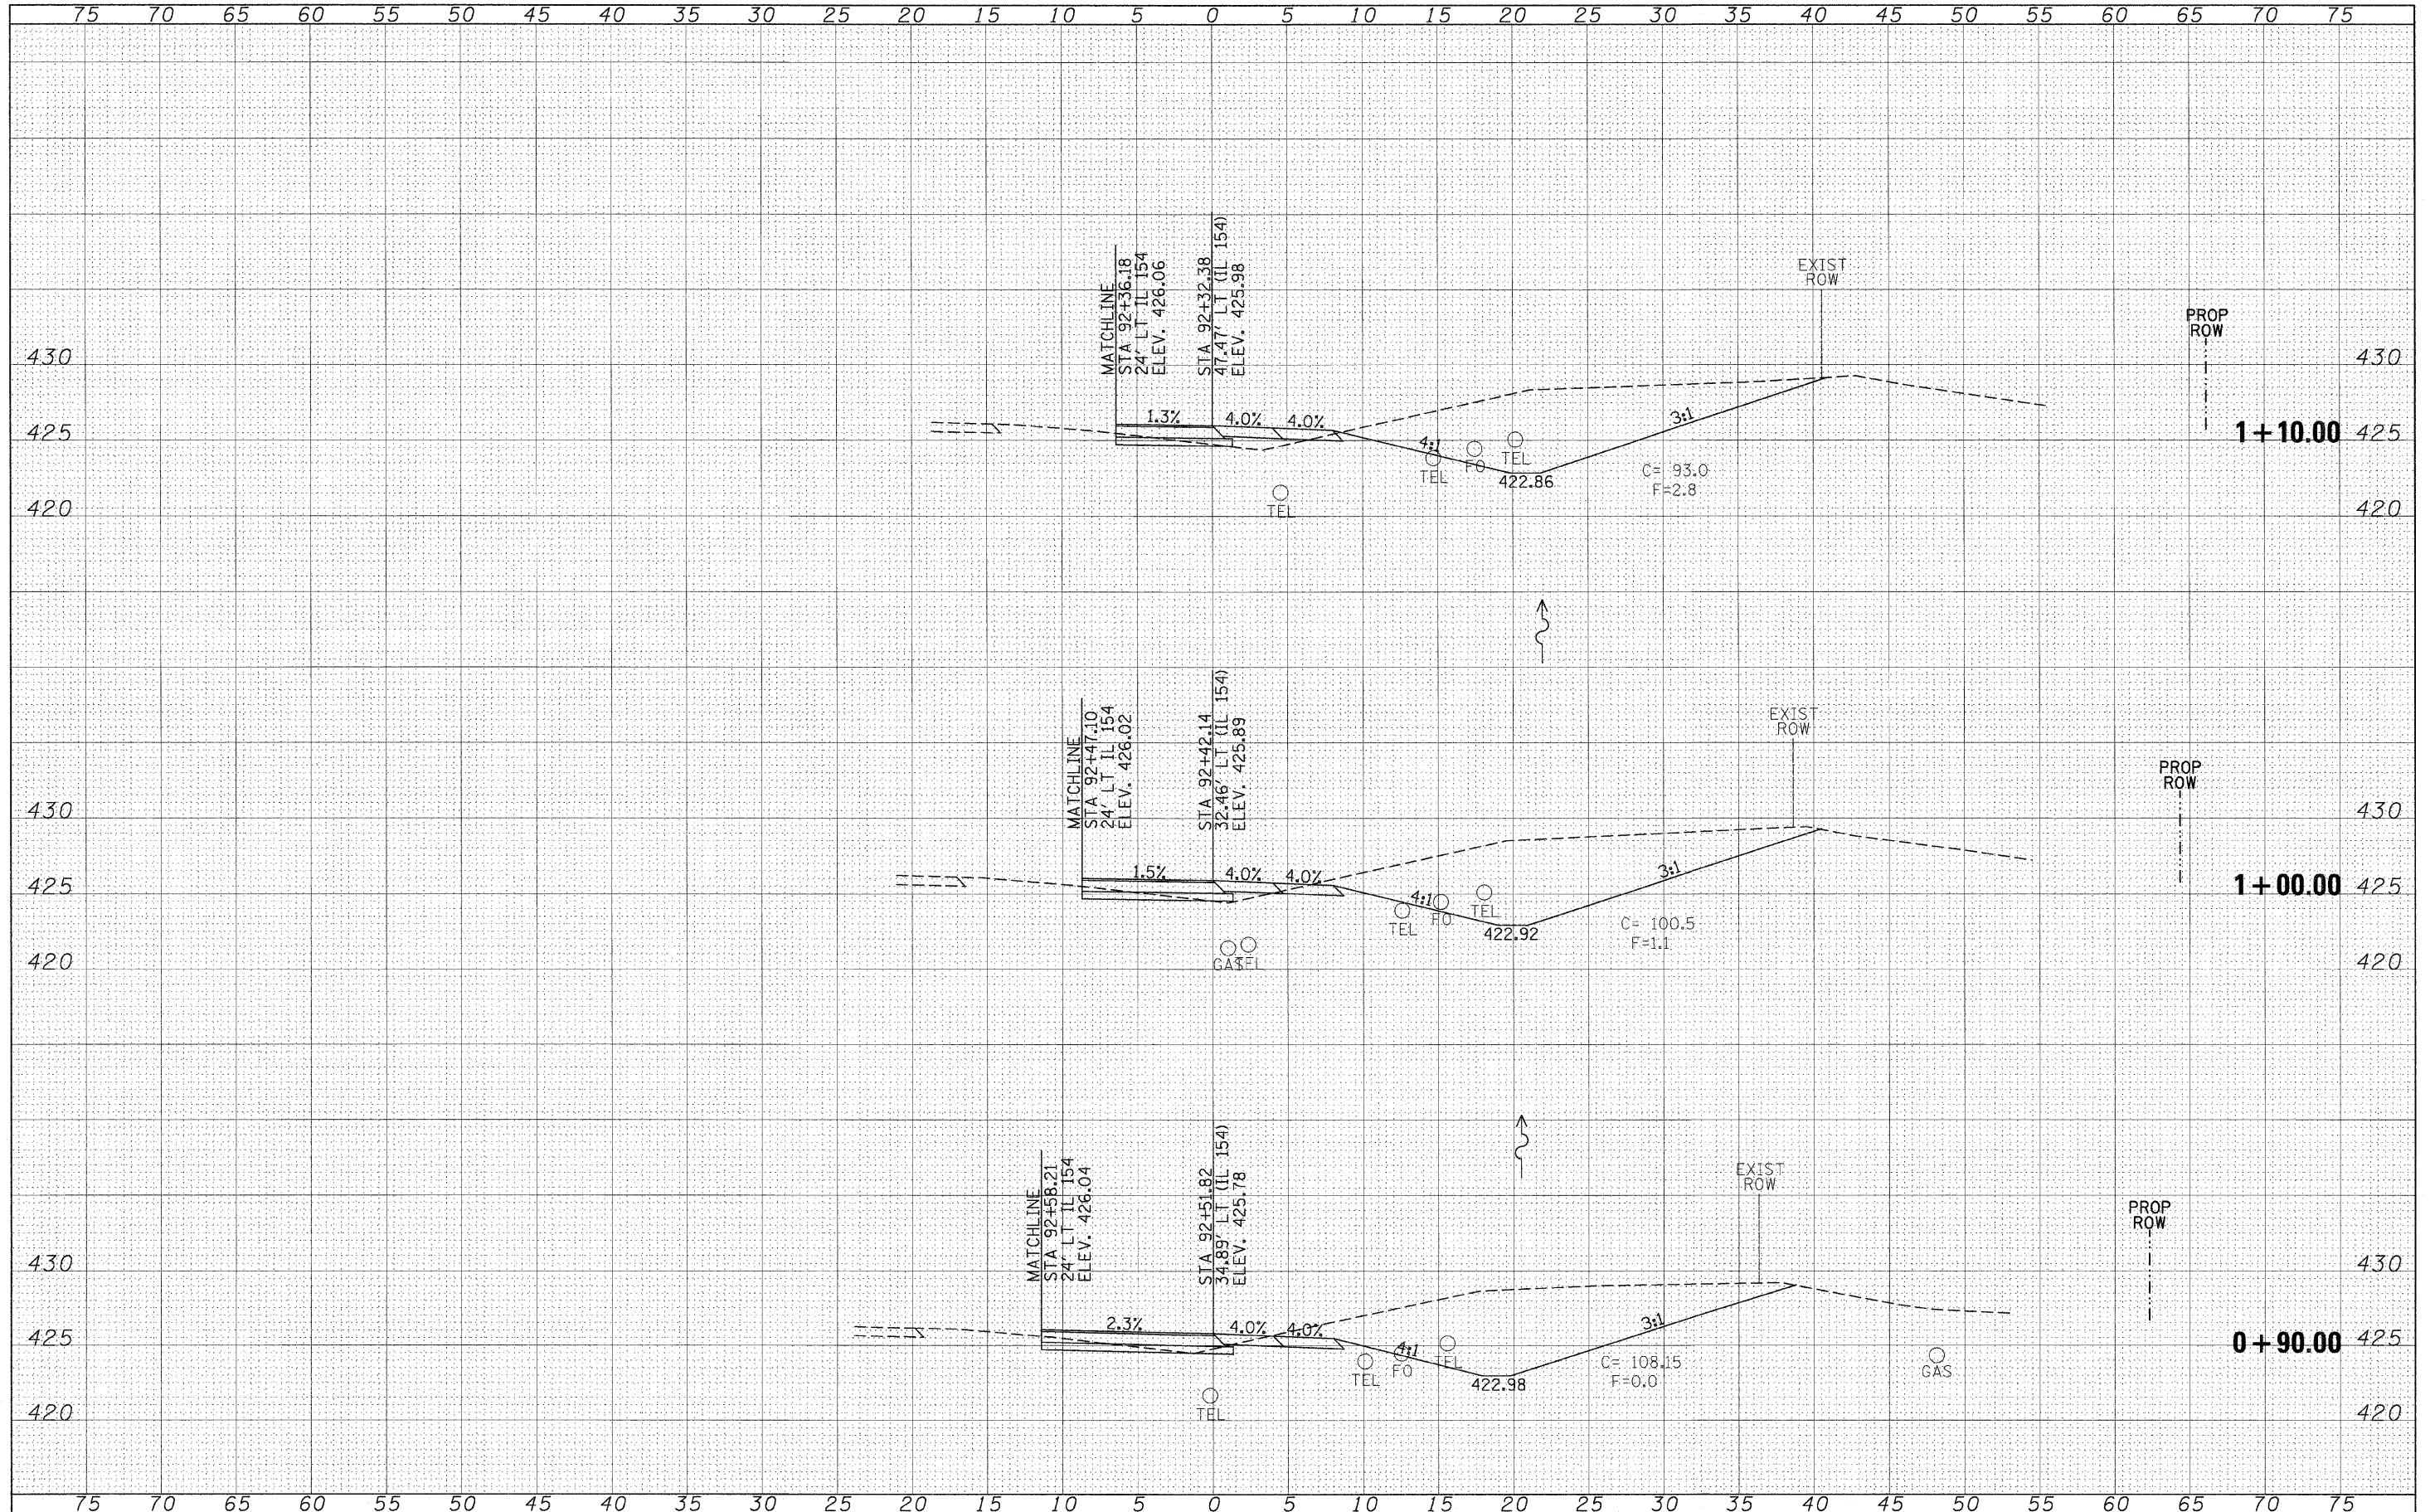 75 70 65 60 55 50 45 40 35 30 25 20 15 10 5 0 5 10 15 20 25 30 35 40 45 50 55 60 65 70 75
MATCHLINE
STA 92+36.18
24' LT IL 154
ELEV. 426.06
STA 92+32.38
47.47' LT (IL 154)
ELEV. 425.98
EXIST
ROW
PROP
ROW
430 430
1.3% 4.0% 4.0%
3:1
425 1+10.00 425
4:1
TEL FO TEL
422.86
C= 93.0
F=2.8
420 TEL 420
MATCHLINE
STA 92+47.10
24' LT IL 154
ELEV. 426.02
STA 92+42.14
32.46' LT (IL 154)
ELEV. 425.89
EXIST
ROW
PROP
ROW
430 430
1.5% 4.0% 4.0%
3:1
425 1+00.00 425
4:1
TEL FO TEL
422.92
C= 100.5
F=1.1
GAS TEL
420 420
MATCHLINE
STA 92+58.21
24' LT IL 154
ELEV. 426.04
STA 92+51.82
34.89' LT (IL 154)
ELEV. 425.78
EXIST
ROW
PROP
ROW
430 430
2.3% 4.0% 4.0%
3:1
425 0+90.00 425
4:1
TEL FO TEL
422.98
C= 108.15
F=0.0
GAS
420 TEL 420
75 70 65 60 55 50 45 40 35 30 25 20 15 10 5 0 5 10 15 20 25 30 35 40 45 50 55 60 65 70 75